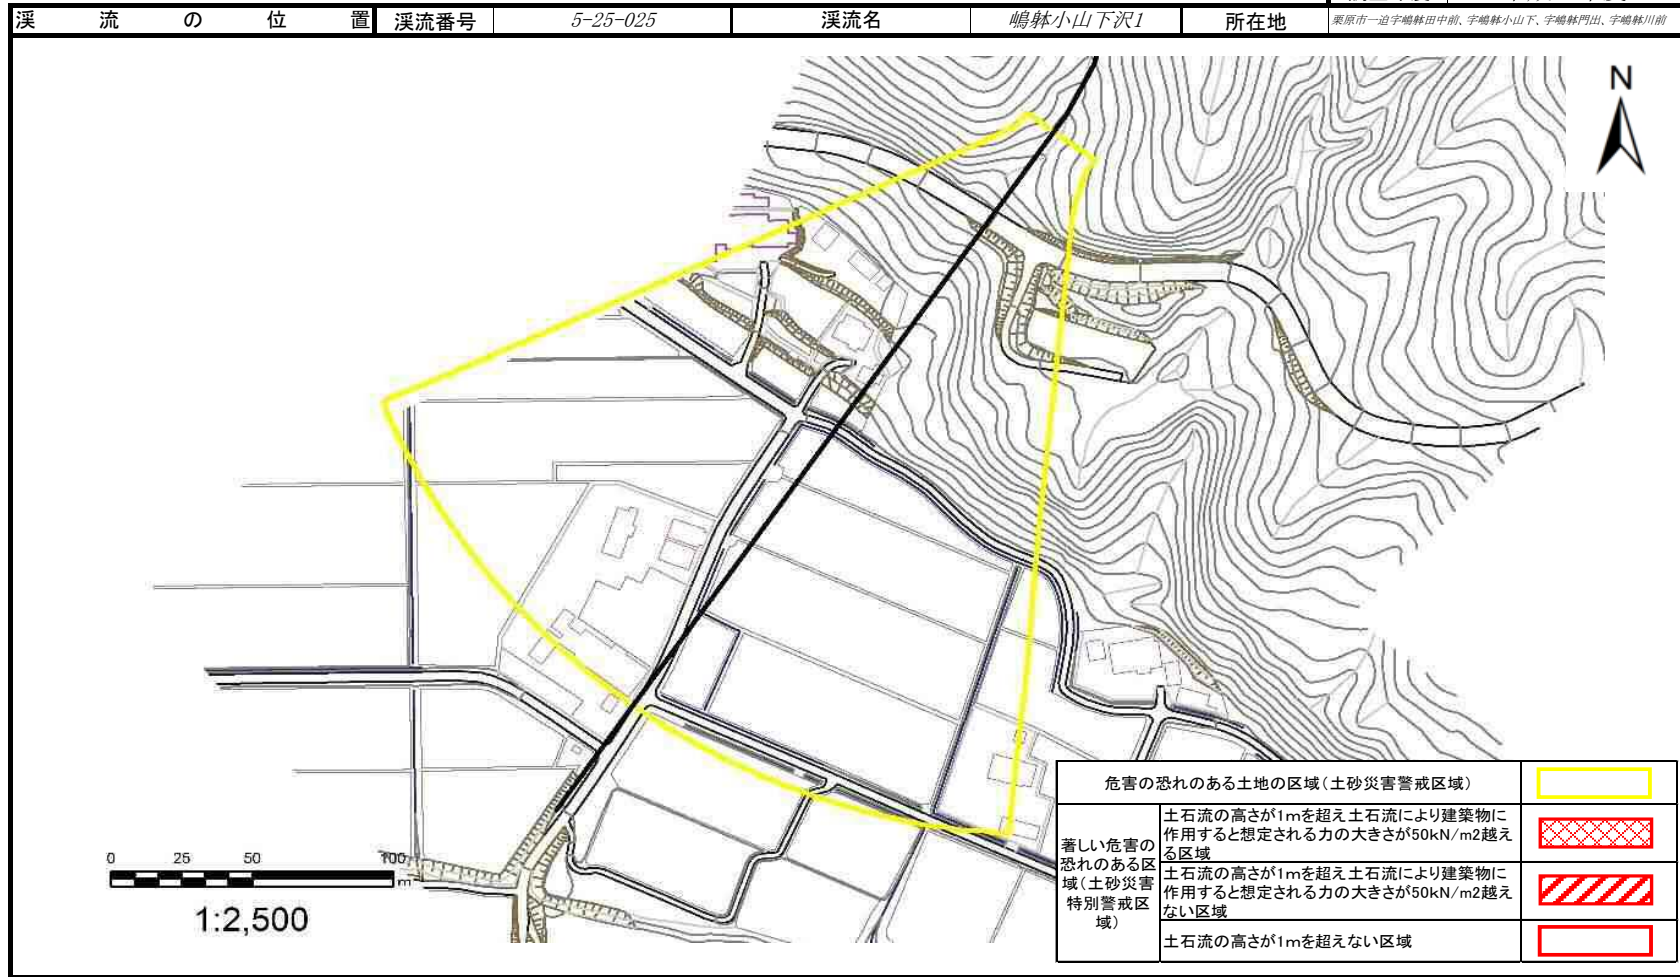 渓流の位置 渓流番号 5-25-025 渓流名 嶋躰小山下沢1 所在地 栗原市一迫字嶋躰田中前、字嶋躰小山下、字嶋躰門出、字嶋躰川前
N
危害の恐れのある土地の区域(土砂災害警戒区域)
著しい危害の
恐れのある区
域(土砂災害
特別警戒区
域)
土石流の高さが1mを超え土石流により建築物に
作用すると想定される力の大きさが50kN/m2越え
る区域
土石流の高さが1mを超え土石流により建築物に
作用すると想定される力の大きさが50kN/m2越え
ない区域
土石流の高さが1mを超えない区域
0 25 50 100
m
1:2,500